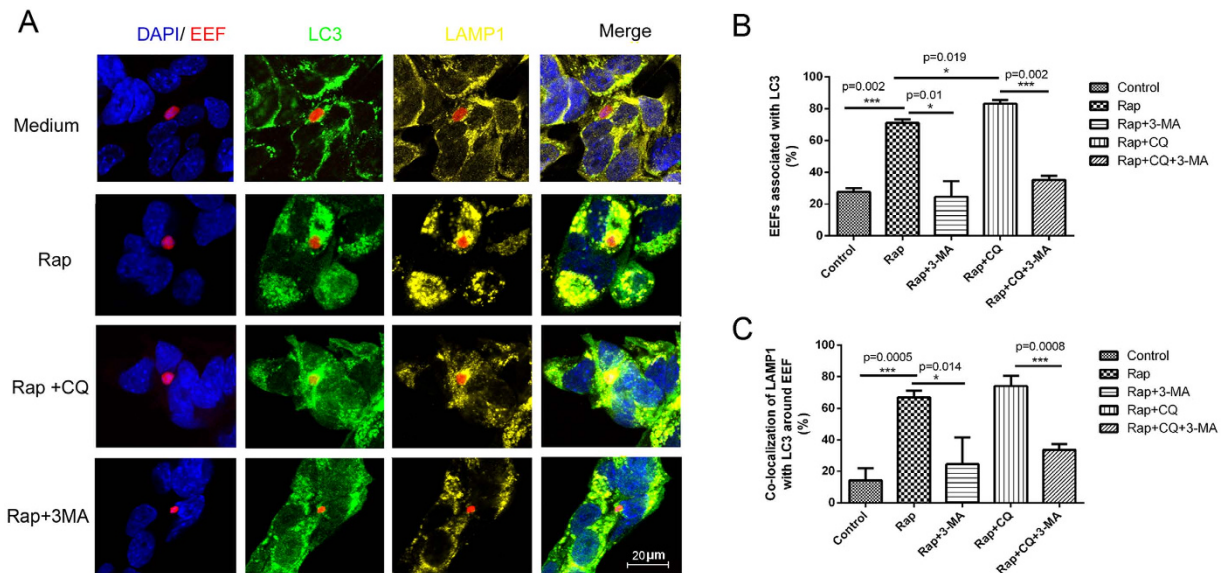 A
DAPI/ EEF
LC3
LAMP1
Merge
Medium
Rap
Rap +CQ
Rap+3MA
20 µm
B
EEFs associated with LC3
(%)
100
80
60
40
20
0
p=0.002
***
p=0.019
*
p=0.01
*
p=0.002
***
Control
Rap
Rap+3-MA
Rap+CQ
Rap+CQ+3-MA
Control
Rap
Rap+3-MA
Rap+CQ
Rap+CQ+3-MA
C
Co-localization of LAMP1
with LC3 around EEF
(%)
100
80
60
40
20
0
p=0.0005
***
p=0.014
*
p=0.0008
***
Control
Rap
Rap+3-MA
Rap+CQ
Rap+CQ+3-MA
Control
Rap
Rap+3-MA
Rap+CQ
Rap+CQ+3-MA